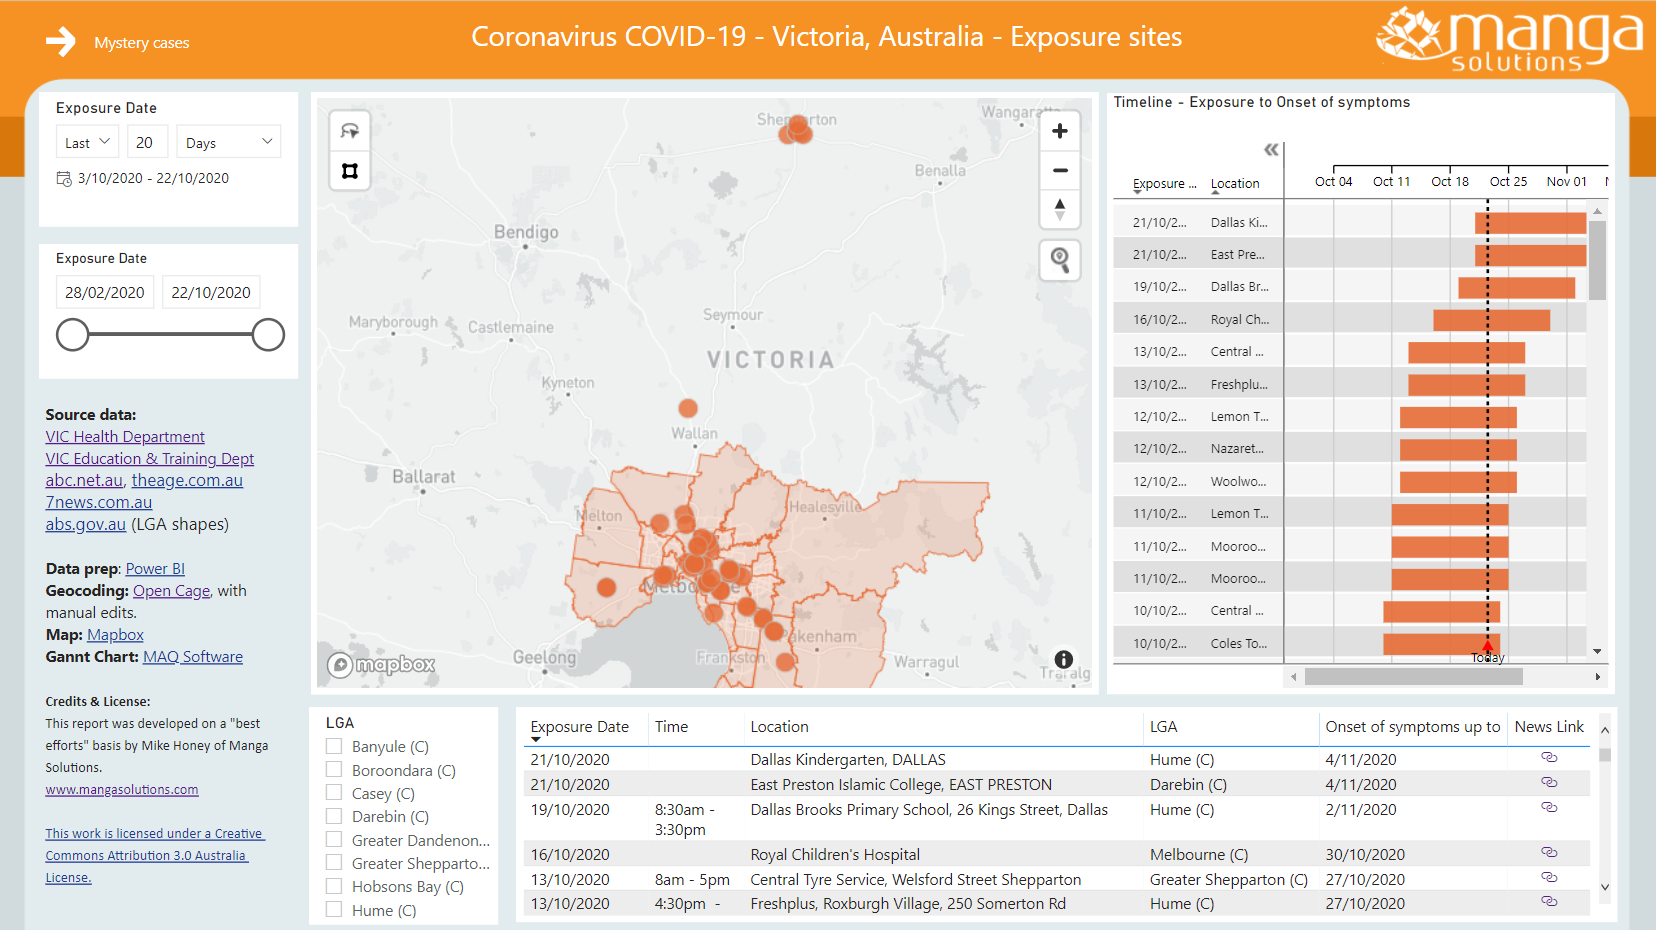 Mystery cases
Coronavirus COVID-19 - Victoria, Australia - Exposure sites
manga
solutions
Exposure Date
Last 20 Days
3/10/2020 - 22/10/2020
Exposure Date
28/02/2020 22/10/2020
Source data:
VIC Health Department
VIC Education & Training Dept
abc.net.au, theage.com.au
7news.com.au
abs.gov.au (LGA shapes)
Data prep: Power BI
Geocoding: Open Cage, with
manual edits.
Map: Mapbox
Gannt Chart: MAQ Software
Credits & License:
This report was developed on a "best
efforts" basis by Mike Honey of Manga
Solutions.
www.mangasolutions.com
This work is licensed under a Creative
Commons Attribution 3.0 Australia
License.
Shepparton
Wangaratta
Benalla
Bendigo
Maryborough
Castlemaine
Seymour
VICTORIA
Kyneton
Wallan
Ballarat
Healesville
Melton
Melbourne
Pakenham
Geelong
Frankston
Warragul
Traralg
mapbox
Timeline - Exposure to Onset of symptoms
Exposure ... Location
Oct 04 Oct 11 Oct 18 Oct 25 Nov 01 N
21/10/2... Dallas Ki...
21/10/2... East Pre...
19/10/2... Dallas Br...
16/10/2... Royal Ch...
13/10/2... Central ...
13/10/2... Freshplu...
12/10/2... Lemon T...
12/10/2... Nazaret...
12/10/2... Woolwo...
11/10/2... Lemon T...
11/10/2... Mooroo...
11/10/2... Mooroo...
10/10/2... Central ...
10/10/2... Coles To...
Today
LGA
Banyule (C)
Boroondara (C)
Casey (C)
Darebin (C)
Greater Dandenon...
Greater Shepparto...
Hobsons Bay (C)
Hume (C)
Exposure Date Time Location LGA Onset of symptoms up to News Link
21/10/2020 Dallas Kindergarten, DALLAS Hume (C) 4/11/2020
21/10/2020 East Preston Islamic College, EAST PRESTON Darebin (C) 4/11/2020
19/10/2020 8:30am - Dallas Brooks Primary School, 26 Kings Street, Dallas Hume (C) 2/11/2020
3:30pm
16/10/2020 Royal Children's Hospital Melbourne (C) 30/10/2020
13/10/2020 8am - 5pm Central Tyre Service, Welsford Street Shepparton Greater Shepparton (C) 27/10/2020
13/10/2020 4:30pm - Freshplus, Roxburgh Village, 250 Somerton Rd Hume (C) 27/10/2020